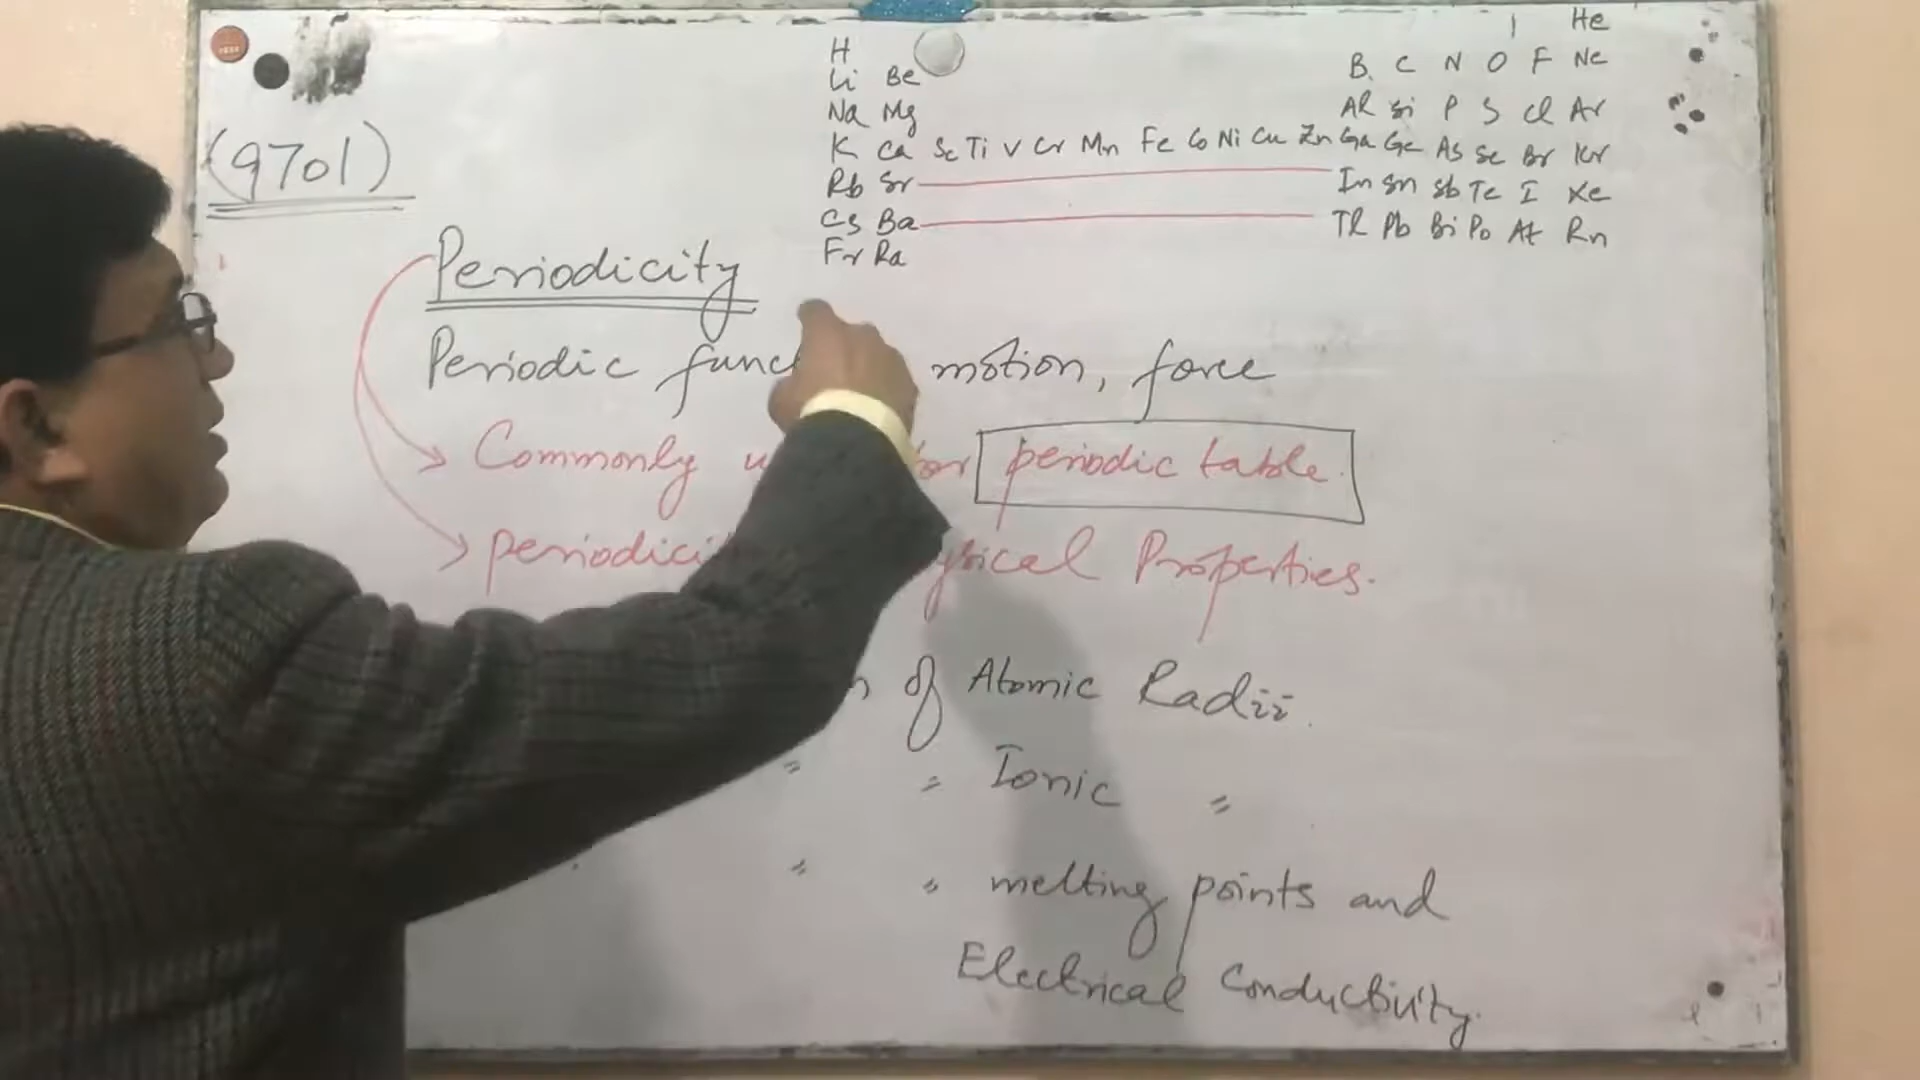 He
H
B. C N O F Ne
Li Be
Na Mg Al Si P S Cl Ar
K Ca Sc Ti V Cr Mn Fe Co Ni Cu Zn Ga Ge As Se Br Kr
Rb Sr In Sn Sb Te I Xe
Cs Ba Tl Pb Bi Po At Rn
Fr Ra
(9701)
Periodicity
Periodic func motion, force
Commonly periodic table.
Properties.
of Atomic Radii.
" " Ionic "
" " melting points and
Electrical Conductivity.